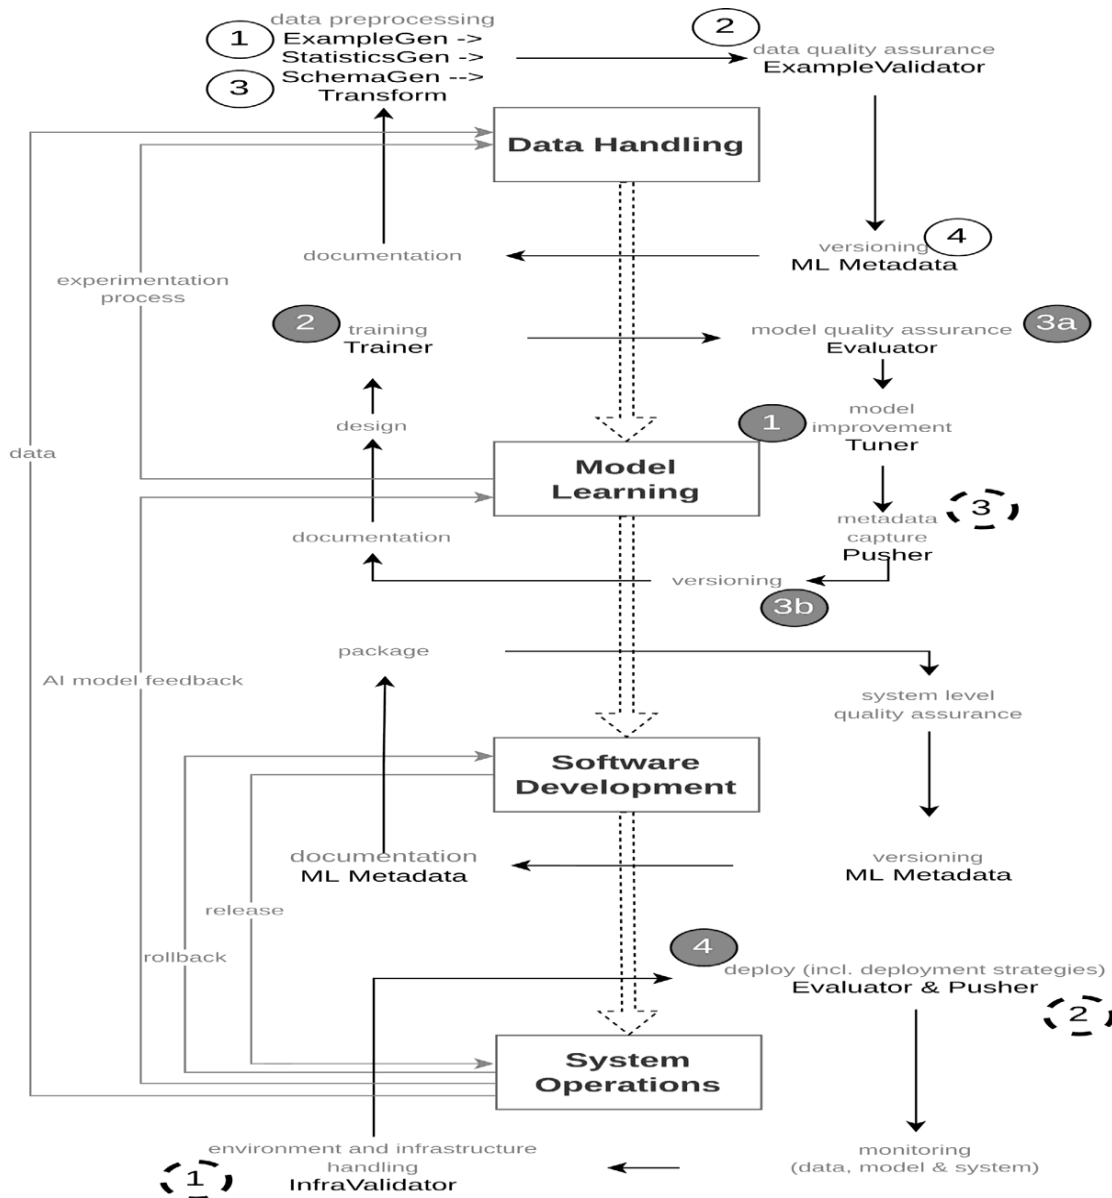 data preprocessing
1
ExampleGen ->
StatisticsGen ->
3
SchemaGen -->
Transform
2
data quality assurance
ExampleValidator
Data Handling
documentation
versioning
4
ML Metadata
experimentation
process
2
training
Trainer
model quality assurance
3a
Evaluator
design
1
model
improvement
Tuner
data
Model
Learning
documentation
metadata
3
capture
Pusher
versioning
3b
package
AI model feedback
system level
quality assurance
Software
Development
documentation
ML Metadata
versioning
ML Metadata
release
rollback
4
deploy (incl. deployment strategies)
Evaluator & Pusher
2
System
Operations
environment and infrastructure
handling
1
InfraValidator
monitoring
(data, model & system)